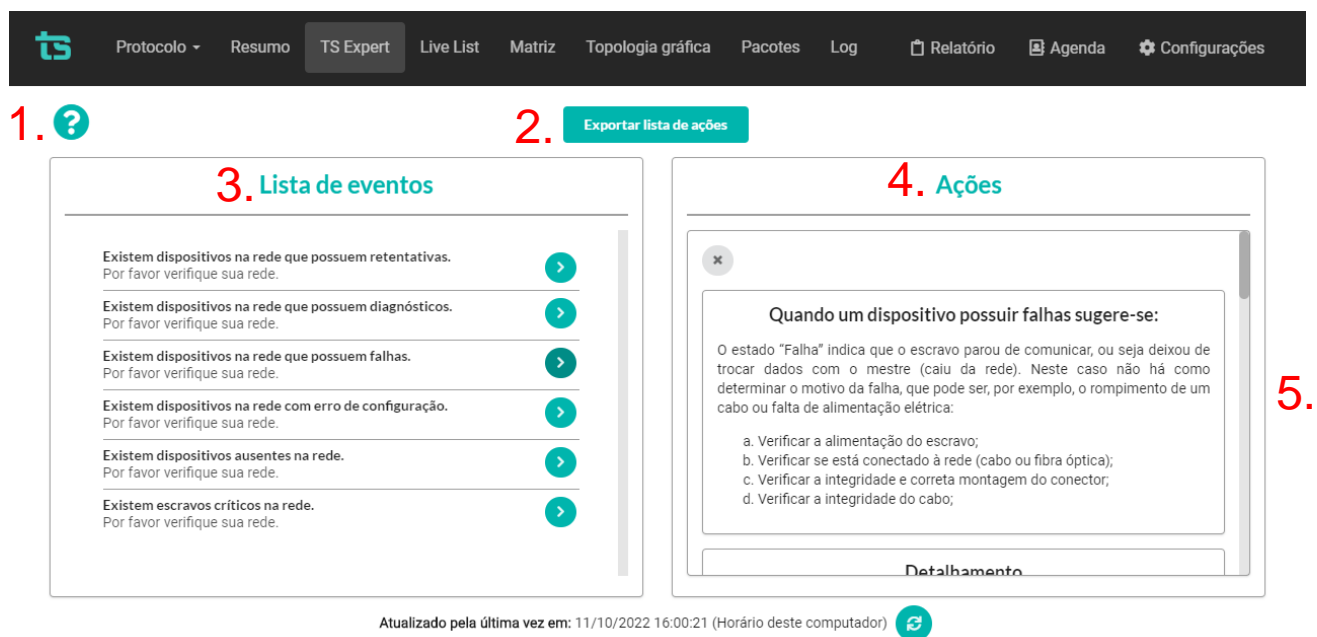 ts Protocolo Resumo TS Expert Live List Matriz Topologia gráfica Pacotes Log Relatório Agenda Configurações
1. ? 2. Exportar lista de ações
3. Lista de eventos
Existem dispositivos na rede que possuem retentativas.
Por favor verifique sua rede.
Existem dispositivos na rede que possuem diagnósticos.
Por favor verifique sua rede.
Existem dispositivos na rede que possuem falhas.
Por favor verifique sua rede.
Existem dispositivos na rede com erro de configuração.
Por favor verifique sua rede.
Existem dispositivos ausentes na rede.
Por favor verifique sua rede.
Existem escravos críticos na rede.
Por favor verifique sua rede.
4. Ações
Quando um dispositivo possuir falhas sugere-se:
O estado “Falha” indica que o escravo parou de comunicar, ou seja deixou de
trocar dados com o mestre (caiu da rede). Neste caso não há como
determinar o motivo da falha, que pode ser, por exemplo, o rompimento de um
cabo ou falta de alimentação elétrica:
a. Verificar a alimentação do escravo;
b. Verificar se está conectado à rede (cabo ou fibra óptica);
c. Verificar a integridade e correta montagem do conector;
d. Verificar a integridade do cabo;
Detalhamento
5.
Atualizado pela última vez em: 11/10/2022 16:00:21 (Horário deste computador)